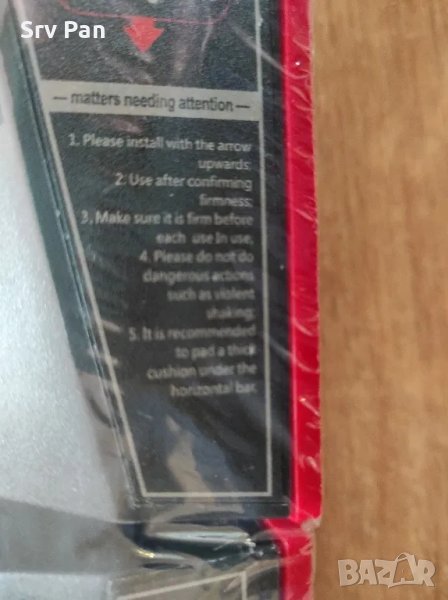 Srv Pan
— matters needing attention —
1. Please install with the arrow
upwards;
2. Use after confirming
firmness;
3. Make sure it is firm before
each use In use,
4. Please do not do
dangerous actions
such as violent
shaking;
5. It is recommended
to pad a thick
cushion under the
horizontal bar.
BAZAR